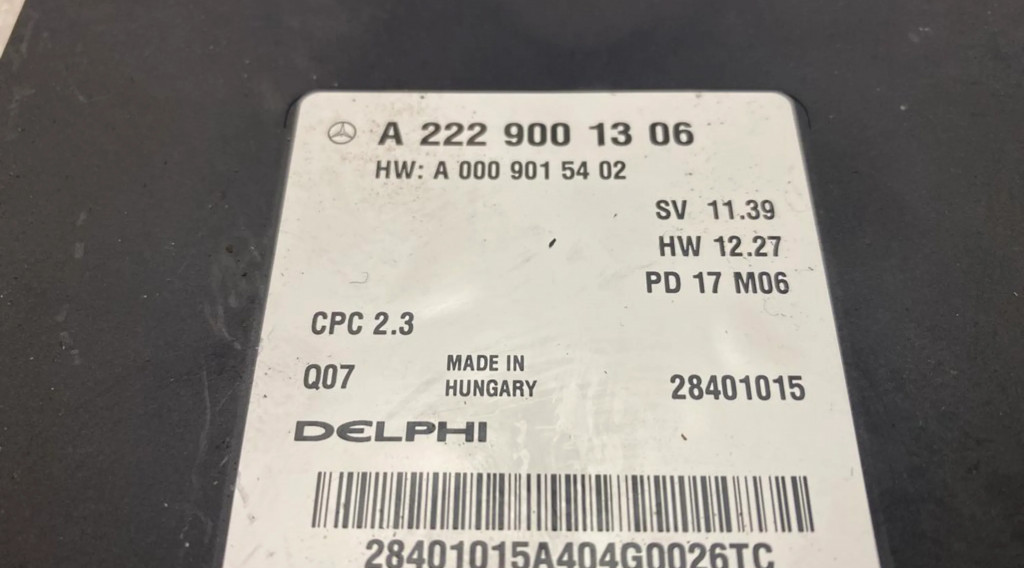 A 222 900 13 06
HW: A 000 901 54 02
SV 11.39
HW 12.27
PD 17 M06
CPC 2.3
Q07
MADE IN
HUNGARY
28401015
DELPHI
28401015A404G0026TC